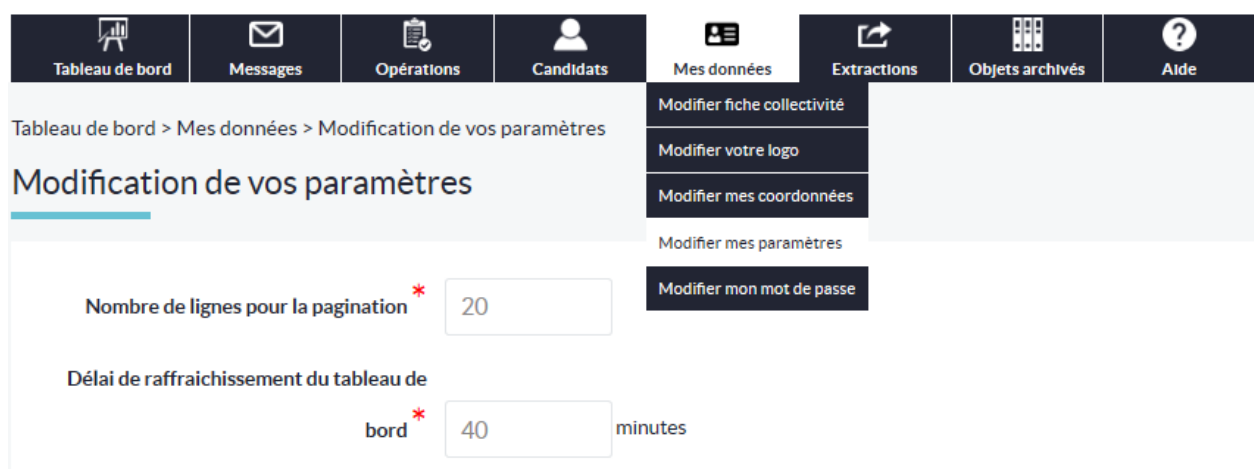 Tableau de bord
Messages
Opérations
Candidats
Mes données
Extractions
Objets archivés
Aide
Modifier fiche collectivité
Modifier votre logo
Modifier mes coordonnées
Modifier mes paramètres
Modifier mon mot de passe
Tableau de bord > Mes données > Modification de vos paramètres
Modification de vos paramètres
Nombre de lignes pour la pagination * 20
Délai de raffraichissement du tableau de
bord * 40 minutes